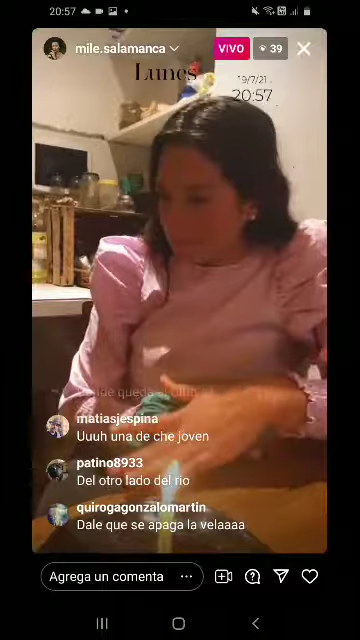 20:57
mile.salamanca
VIVO
39
Lunes
19/7/21
20:57
matiasjespina
Uuuh una de che joven
patino8933
Del otro lado del rio
quirogagonzalomartin
Dale que se apaga la velaaaa
Agrega un comentario